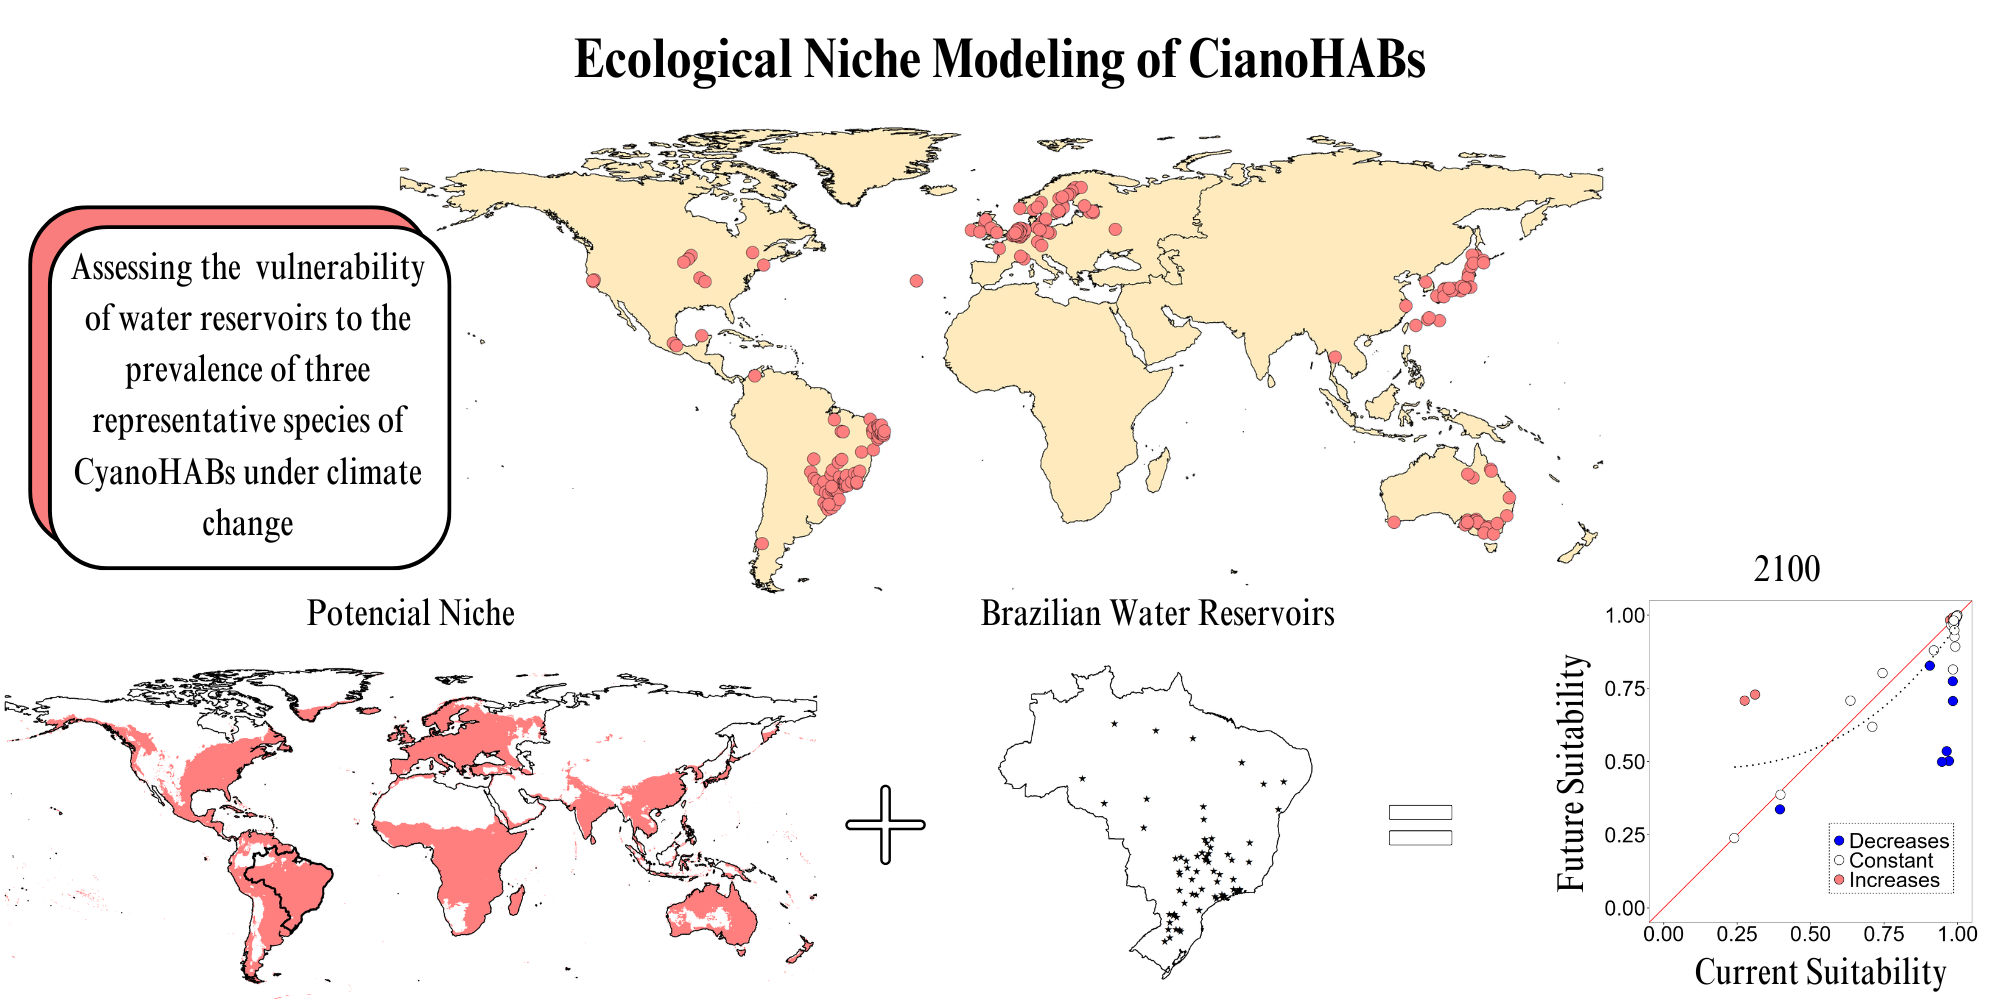 Ecological Niche Modeling of CianoHABs
Assessing the vulnerability
of water reservoirs to the
prevalence of three
representative species of
CyanoHABs under climate
change
Potencial Niche
Brazilian Water Reservoirs
2100
Future Suitability
1.00
0.75
0.50
0.25
0.00
Decreases
Constant
Increases
0.00 0.25 0.50 0.75 1.00
Current Suitability